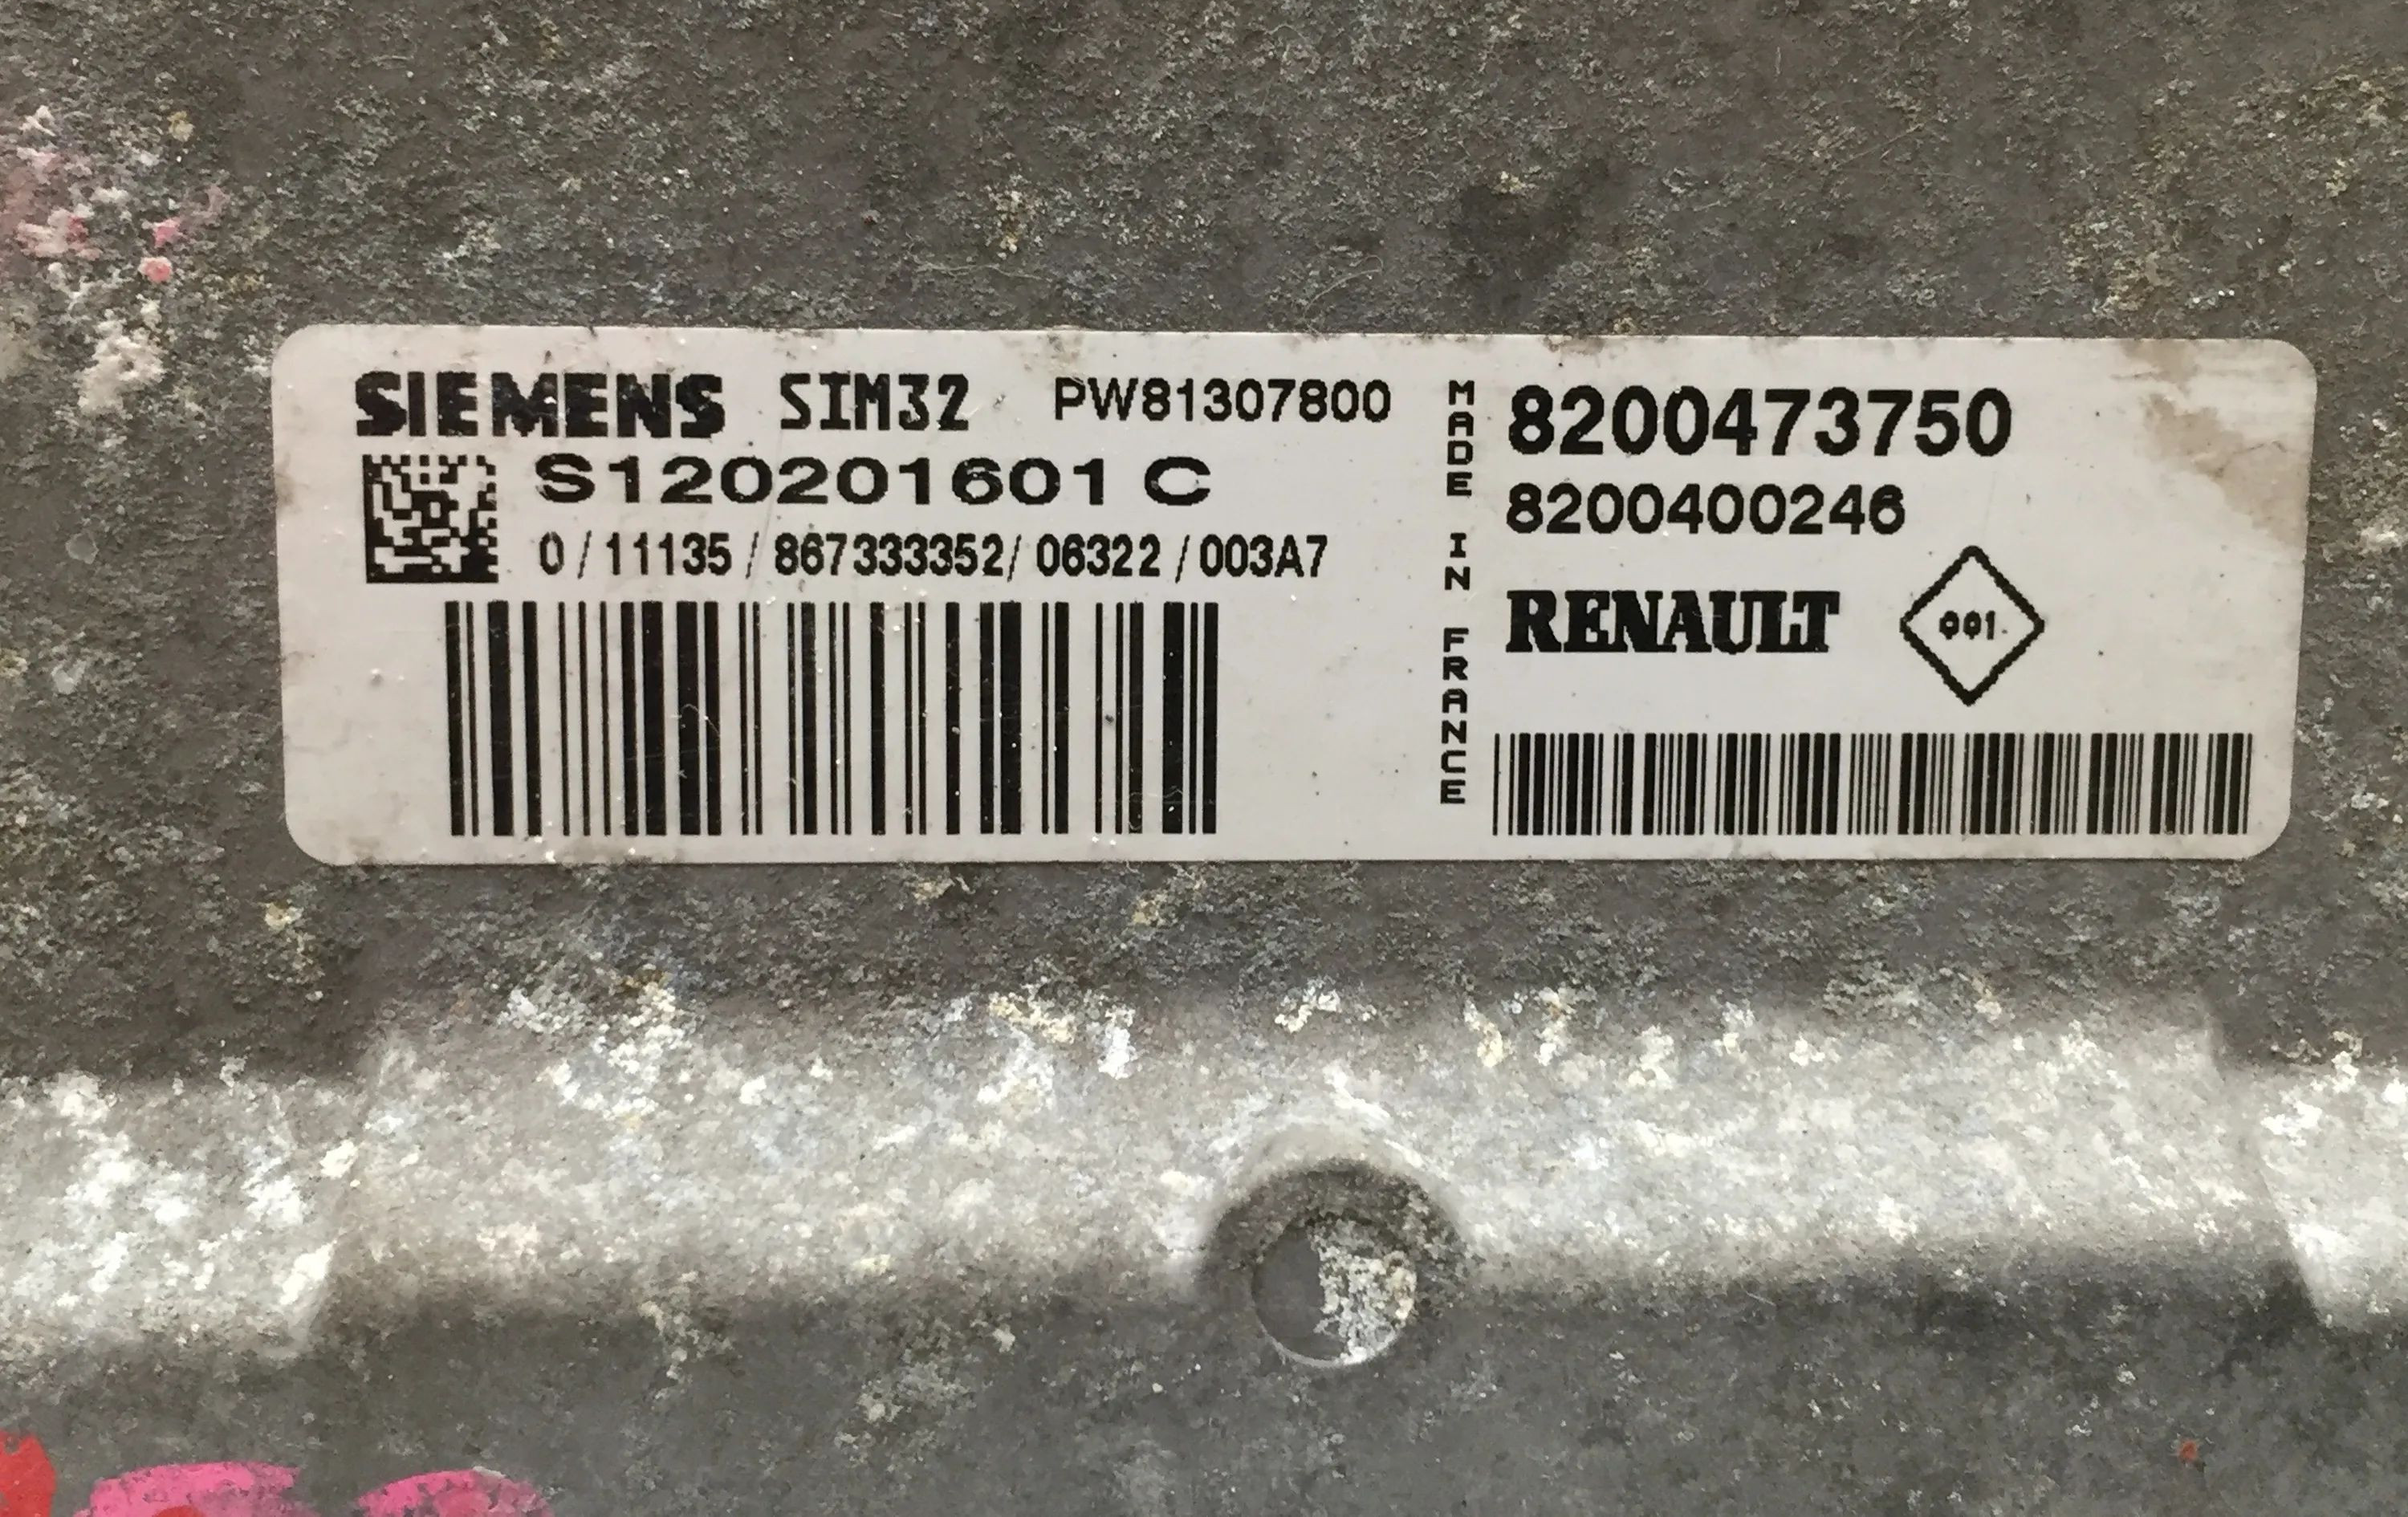 SIEMENS SIM32 PW81307800
S120201601 C
0/11135/867333352/06322/003A7
MADE IN FRANCE
8200473750
8200400246
RENAULT 001